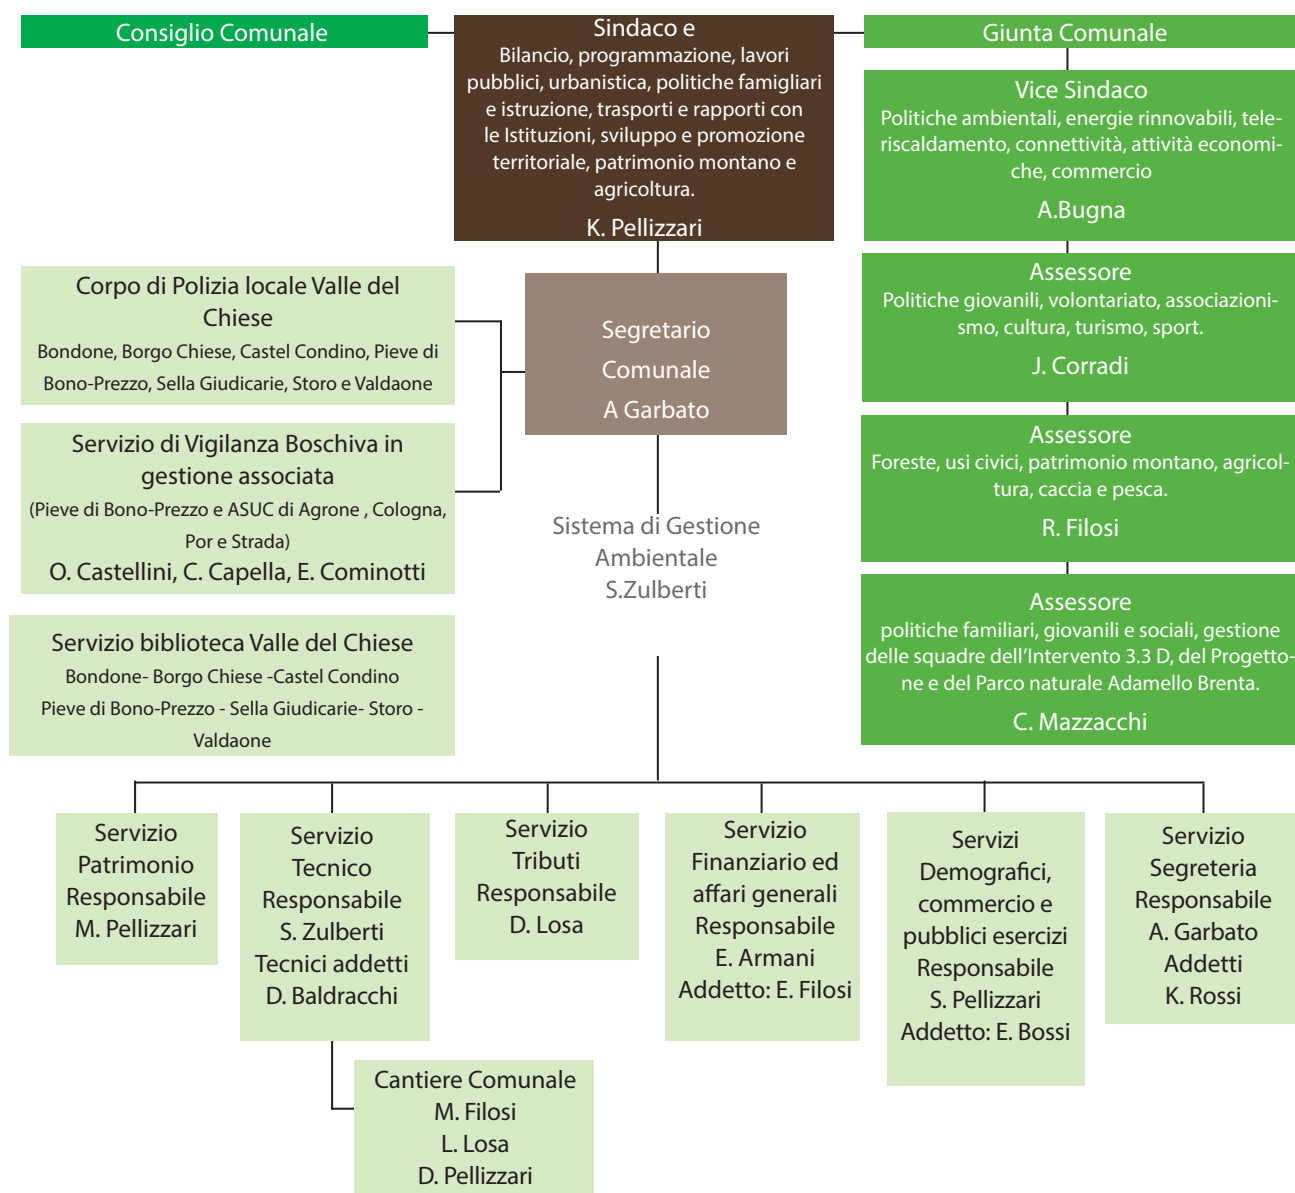 Consiglio Comunale
Sindaco e
Bilancio, programmazione, lavori
pubblici, urbanistica, politiche famigliari
e istruzione, trasporti e rapporti con
le Istituzioni, sviluppo e promozione
territoriale, patrimonio montano e
agricoltura.
K. Pellizzari
Giunta Comunale
Vice Sindaco
Politiche ambientali, energie rinnovabili, tele-
riscaldamento, connettività, attività economi-
che, commercio
A.Bugna
Assessore
Politiche giovanili, volontariato, associazioni-
smo, cultura, turismo, sport.
J. Corradi
Assessore
Foreste, usi civici, patrimonio montano, agricol-
tura, caccia e pesca.
R. Filosi
Assessore
politiche familiari, giovanili e sociali, gestione
delle squadre dell'Intervento 3.3 D, del Progetto-
ne e del Parco naturale Adamello Brenta.
C. Mazzacchi
Corpo di Polizia locale Valle del
Chiese
Bondone, Borgo Chiese, Castel Condino, Pieve di
Bono-Prezzo, Sella Giudicarie, Storo e Valdaone
Servizio di Vigilanza Boschiva in
gestione associata
(Pieve di Bono-Prezzo e ASUC di Agrone , Cologna,
Por e Strada)
O. Castellini, C. Capella, E. Cominotti
Servizio biblioteca Valle del Chiese
Bondone- Borgo Chiese -Castel Condino
Pieve di Bono-Prezzo - Sella Giudicarie- Storo -
Valdaone
Segretario
Comunale
A Garbato
Sistema di Gestione
Ambientale
S.Zulberti
Servizio
Patrimonio
Responsabile
M. Pellizzari
Servizio
Tecnico
Responsabile
S. Zulberti
Tecnici addetti
D. Baldracchi
Servizio
Tributi
Responsabile
D. Losa
Servizio
Finanziario ed
affari generali
Responsabile
E. Armani
Addetto: E. Filosi
Servizi
Demografici,
commercio e
pubblici esercizi
Responsabile
S. Pellizzari
Addetto: E. Bossi
Servizio
Segreteria
Responsabile
A. Garbato
Addetti
K. Rossi
Cantiere Comunale
M. Filosi
L. Losa
D. Pellizzari